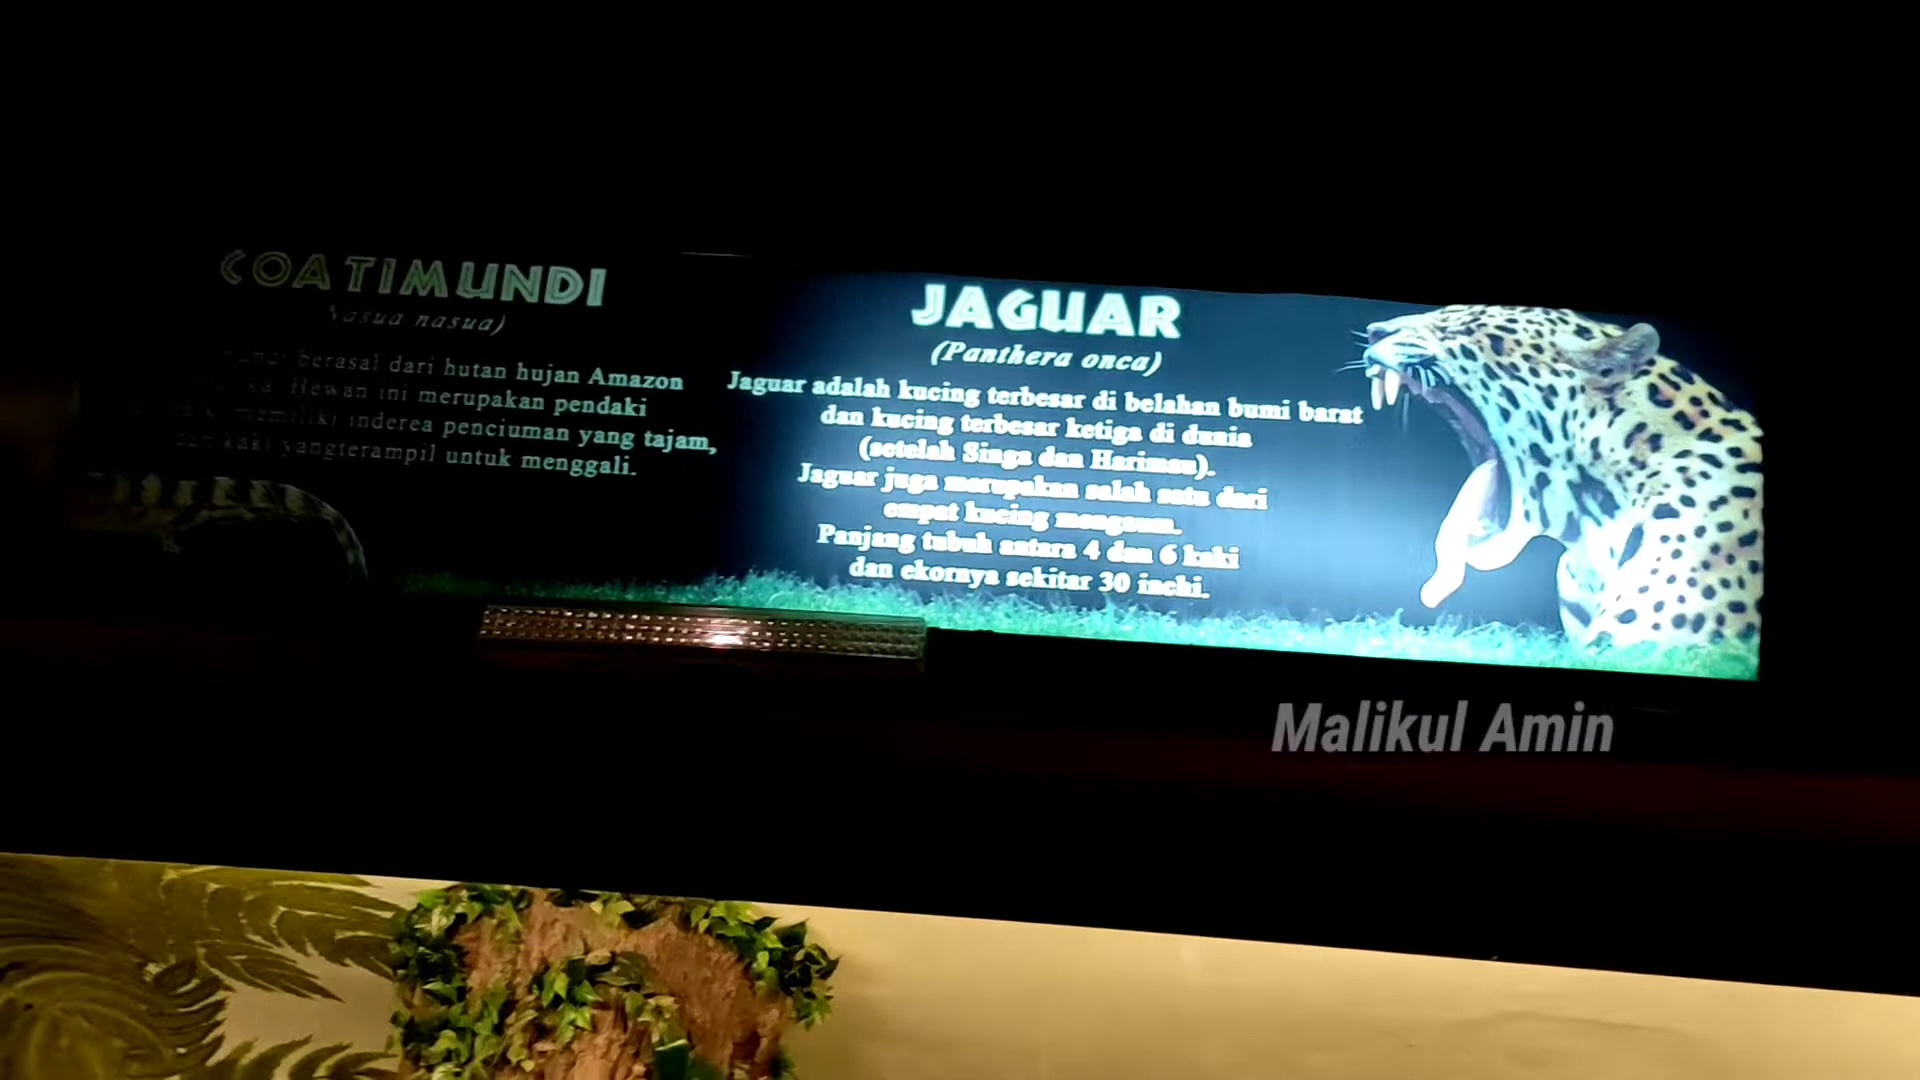 COATIMUNDI
nasua)
berasal dari hutan hujan Amazon
Hewan ini merupakan pendaki
memiliki inderea penciuman yang tajam,
dan kaki yangterampil untuk menggali.
JAGUAR
(Panthera onca)
Jaguar adalah kucing terbesar di belahan bumi barat
dan kucing terbesar ketiga di dunia
(setelah Singa dan Harimau).
Jaguar juga merupakan salah satu dari
empat kucing mengaum.
Panjang tubuh antara 4 dan 6 kaki
dan ekornya sekitar 30 inchi.
Malikul Amin